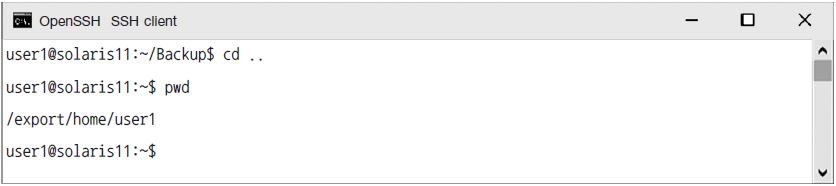 OpenSSH SSH client
user1@solaris11:~/Backup$ cd ..
user1@solaris11:~$ pwd
/export/home/user1
user1@solaris11:~$